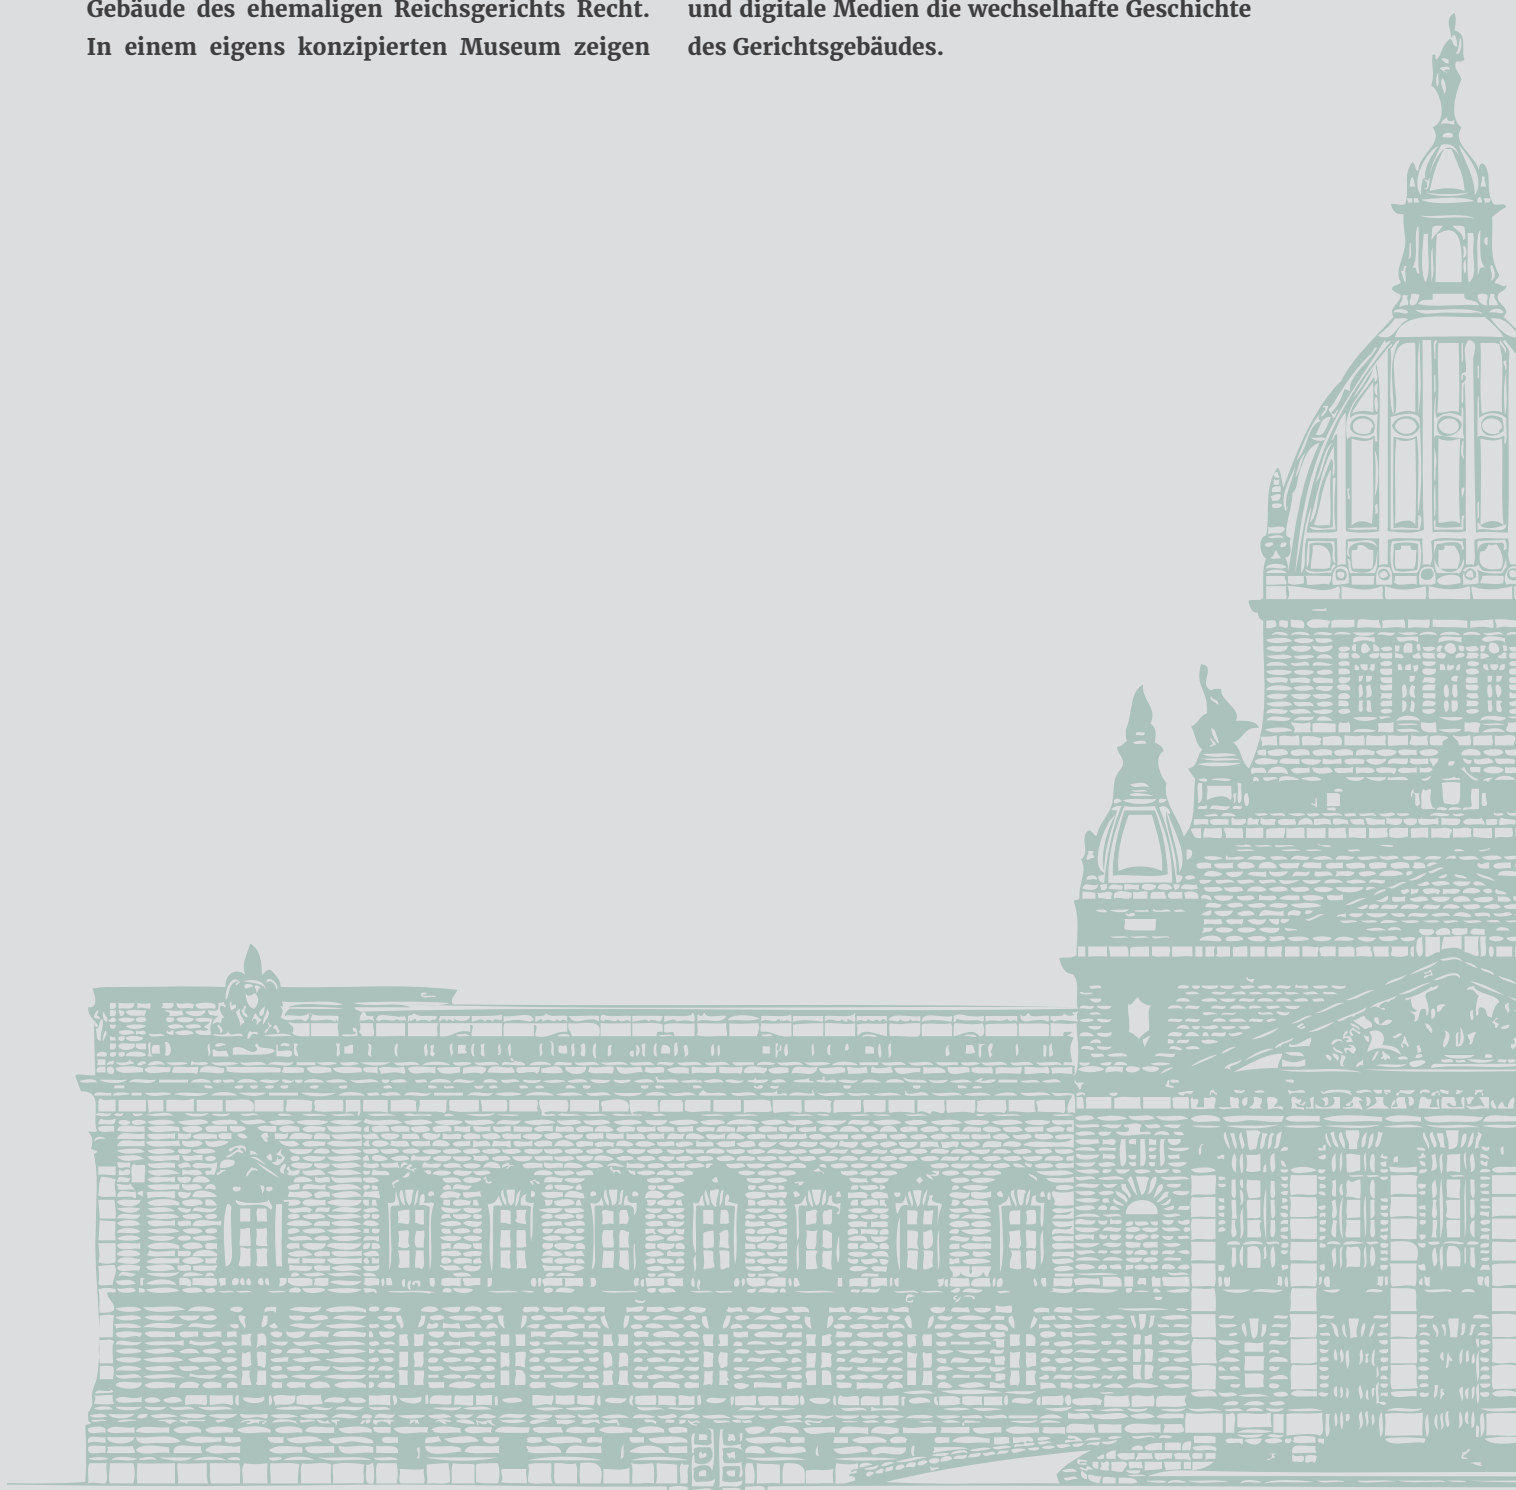 Gebäude des ehemaligen Reichsgerichts Recht.
In einem eigens konzipierten Museum zeigen
und digitale Medien die wechselhafte Geschichte
des Gerichtsgebäudes.